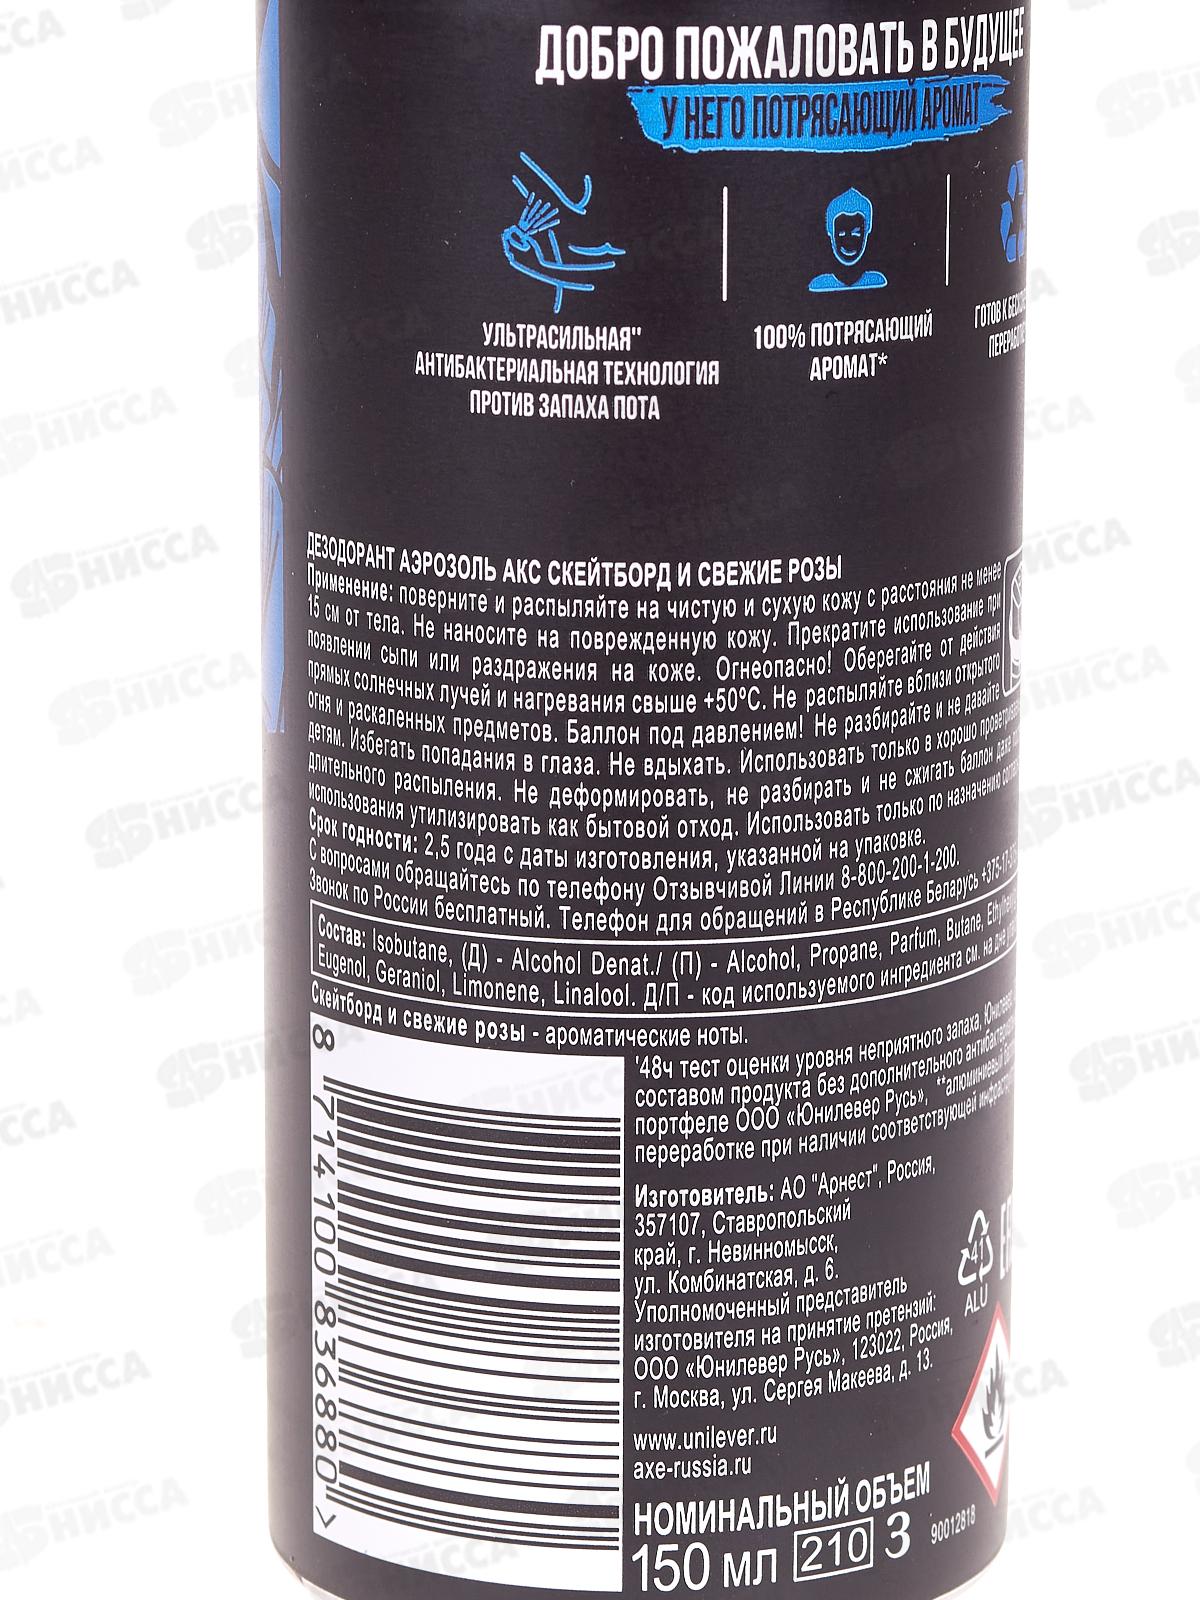 ДОБРО ПОЖАЛОВАТЬ В БУДУЩЕЕ
У НЕГО ПОТРЯСАЮЩИЙ АРОМАТ
УЛЬТРАСИЛЬНАЯ''
АНТИБАКТЕРИАЛЬНАЯ ТЕХНОЛОГИЯ
ПРОТИВ ЗАПАХА ПОТА
100% ПОТРЯСАЮЩИЙ
АРОМАТ*
ГОТОВ К
ДЕЗОДОРАНТ АЭРОЗОЛЬ АКС СКЕЙТБОРД И СВЕЖИЕ РОЗЫ
Применение: поверните и распыляйте на чистую и сухую кожу с расстояния не менее
15 см от тела. Не наносите на поврежденную кожу. Прекратите использование при
появлении сыпи или раздражения на коже. Огнеопасно! Оберегайте от действия
прямых солнечных лучей и нагревания свыше +50°С. Не распыляйте вблизи открытого
огня и раскаленных предметов. Баллон под давлением! Не разбирайте и не давайте
детям. Избегать попадания в глаза. Не вдыхать. Использовать только в хорошо
длительного распыления. Не деформировать, не разбирать и не сжигать баллон даже
использования утилизировать как бытовой отход. Использовать только по назначению
Срок годности: 2,5 года с даты изготовления, указанной на упаковке.
С вопросами обращайтесь по телефону Отзывчивой Линии 8-800-200-1-200.
Звонок по России бесплатный. Телефон для обращений в Республике Беларусь
Состав: Isobutane, (Д) - Alcohol Denat./ (П) - Alcohol, Propane, Parfum, Butane,
Eugenol, Geraniol, Limonene, Linalool. Д/П - код используемого ингредиента см. на дне
Скейтборд и свежие розы - ароматические ноты.
'48ч тест оценки уровня неприятного запаха,
составом продукта без дополнительного
портфеле ООО «Юнилевер Русь», **алюминиевый
переработке при наличии соответствующей
Изготовитель: АО "Арнест", Россия,
357107, Ставропольский
край, г. Невинномысск,
ул. Комбинатская, д. 6.
Уполномоченный представитель
изготовителя на принятие претензий:
ООО «Юнилевер Русь», 123022, Россия,
г. Москва, ул. Сергея Макеева, д. 13.
www.unilever.ru
axe-russia.ru
НОМИНАЛЬНЫЙ ОБЪЕМ
150 мл 210 3 90012818
41
ALU
8 714100 836880 >
НИССА